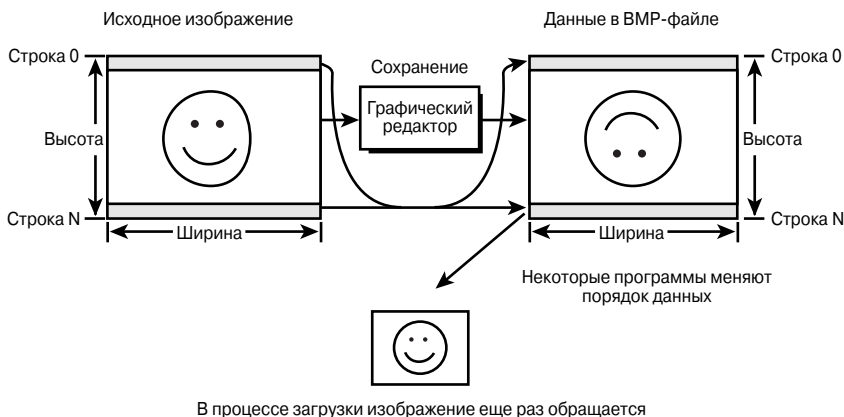 Исходное изображение
Данные в BMP-файле
Строка 0
Сохранение
Строка 0
Графический
редактор
Высота
Высота
Строка N
Строка N
Ширина
Ширина
Некоторые программы меняют
порядок данных
В процессе загрузки изображение еще раз обращается